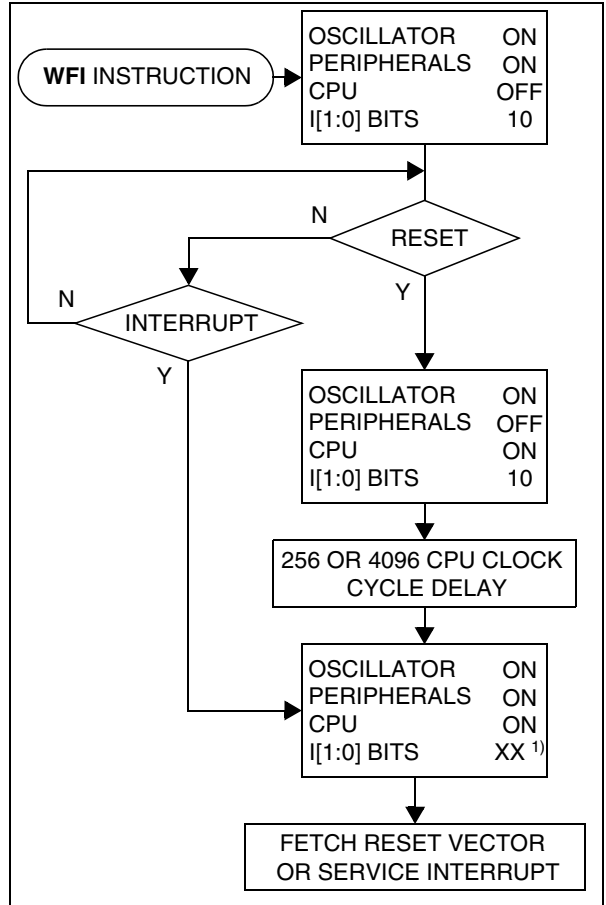 WFI INSTRUCTION
OSCILLATOR ON
PERIPHERALS ON
CPU OFF
I[1:0] BITS 10
N
RESET
N
INTERRUPT
Y
Y
OSCILLATOR ON
PERIPHERALS OFF
CPU ON
I[1:0] BITS 10
256 OR 4096 CPU CLOCK
CYCLE DELAY
OSCILLATOR ON
PERIPHERALS ON
CPU ON
I[1:0] BITS XX 1)
FETCH RESET VECTOR
OR SERVICE INTERRUPT